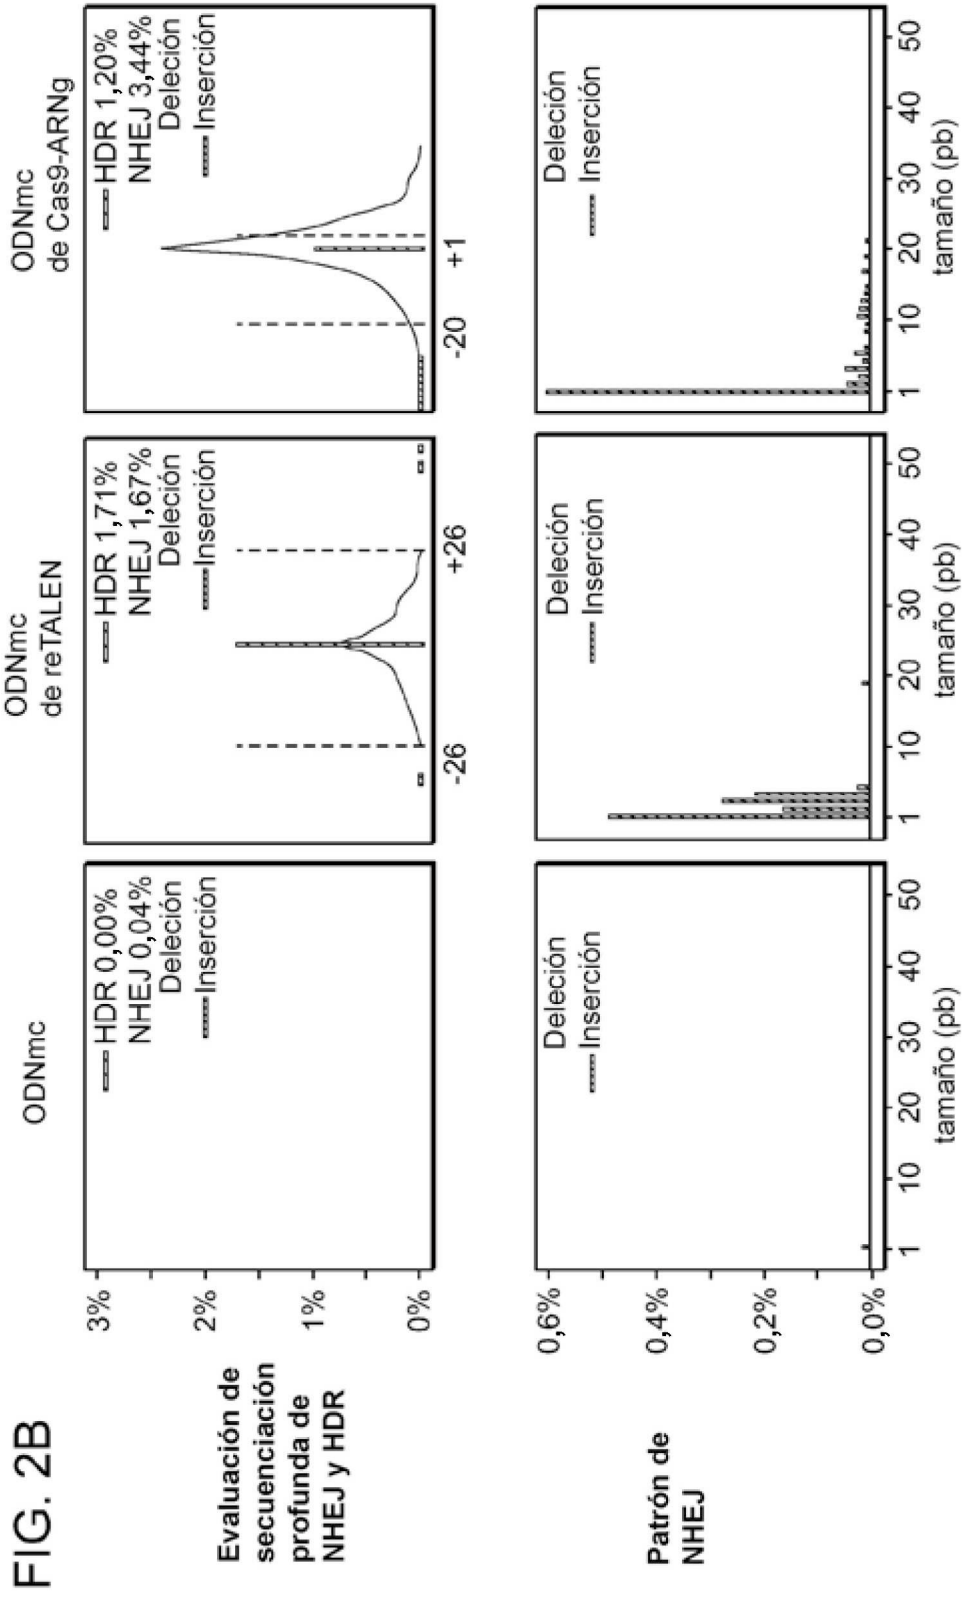 FIG. 2B
ODNmc
ODNmc
de reTALEN
ODNmc
de Cas9-ARNg
Evaluación de
secuenciación
profunda de
NHEJ y HDR
3%
2%
1%
0%
HDR 0,00%
NHEJ 0,04%
Deleción
Inserción
HDR 1,71%
NHEJ 1,67%
Deleción
Inserción
-26
+26
HDR 1,20%
NHEJ 3,44%
Deleción
Inserción
-20
+1
Patrón de
NHEJ
0,6%
0,4%
0,2%
0,0%
Deleción
Inserción
1 10 20 30 40 50
tamaño (pb)
Deleción
Inserción
1 10 20 30 40 50
tamaño (pb)
Deleción
Inserción
1 10 20 30 40 50
tamaño (pb)